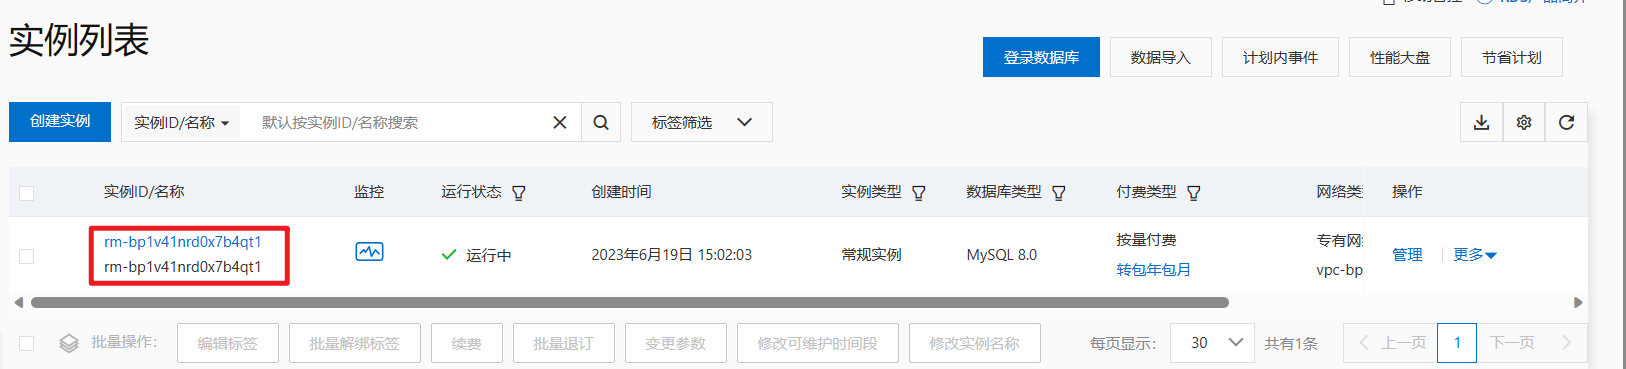 实例列表
登录数据库 数据导入 计划内事件 性能大盘 节省计划
创建实例 实例ID/名称 默认按实例ID/名称搜索 标签筛选
实例ID/名称 监控 运行状态 创建时间 实例类型 数据库类型 付费类型 网络类 操作
rm-bp1v41nrd0x7b4qt1
rm-bp1v41nrd0x7b4qt1
运行中 2023年6月19日 15:02:03 常规实例 MySQL 8.0
按量付费
转包年包月
专有网
vpc-bp
管理 更多
批量操作: 编辑标签 批量解绑标签 续费 批量退订 变更参数 修改可维护时间段 修改实例名称 每页显示: 30 共有1条 上一页 1 下一页